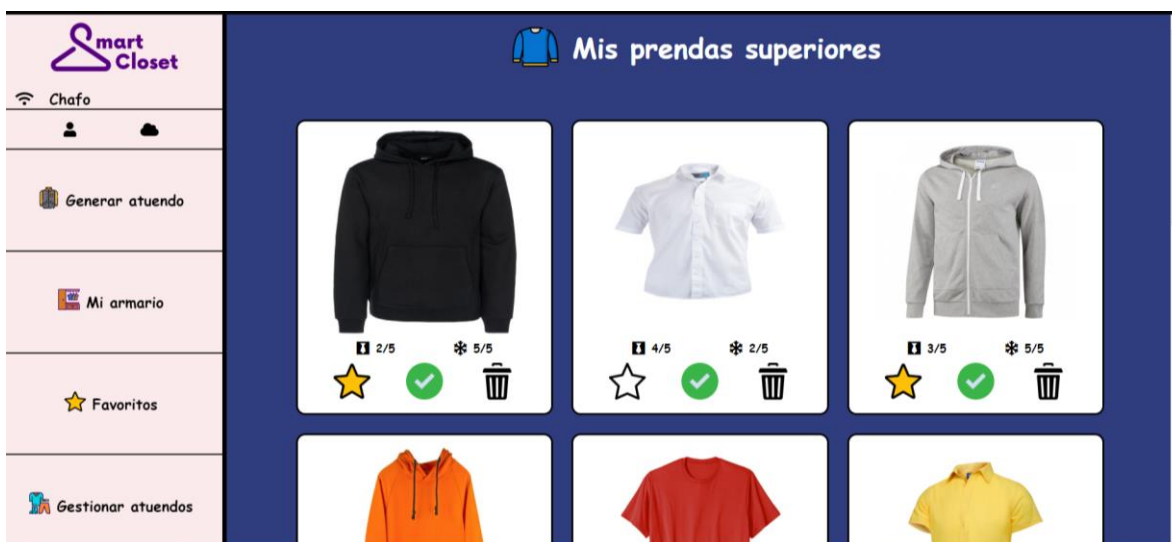 Smart
Closet
Chafo
Generar atuendo
Mi armario
Favoritos
Gestionar atuendos
Mis prendas superiores
2/5 5/5
4/5 2/5
3/5 5/5